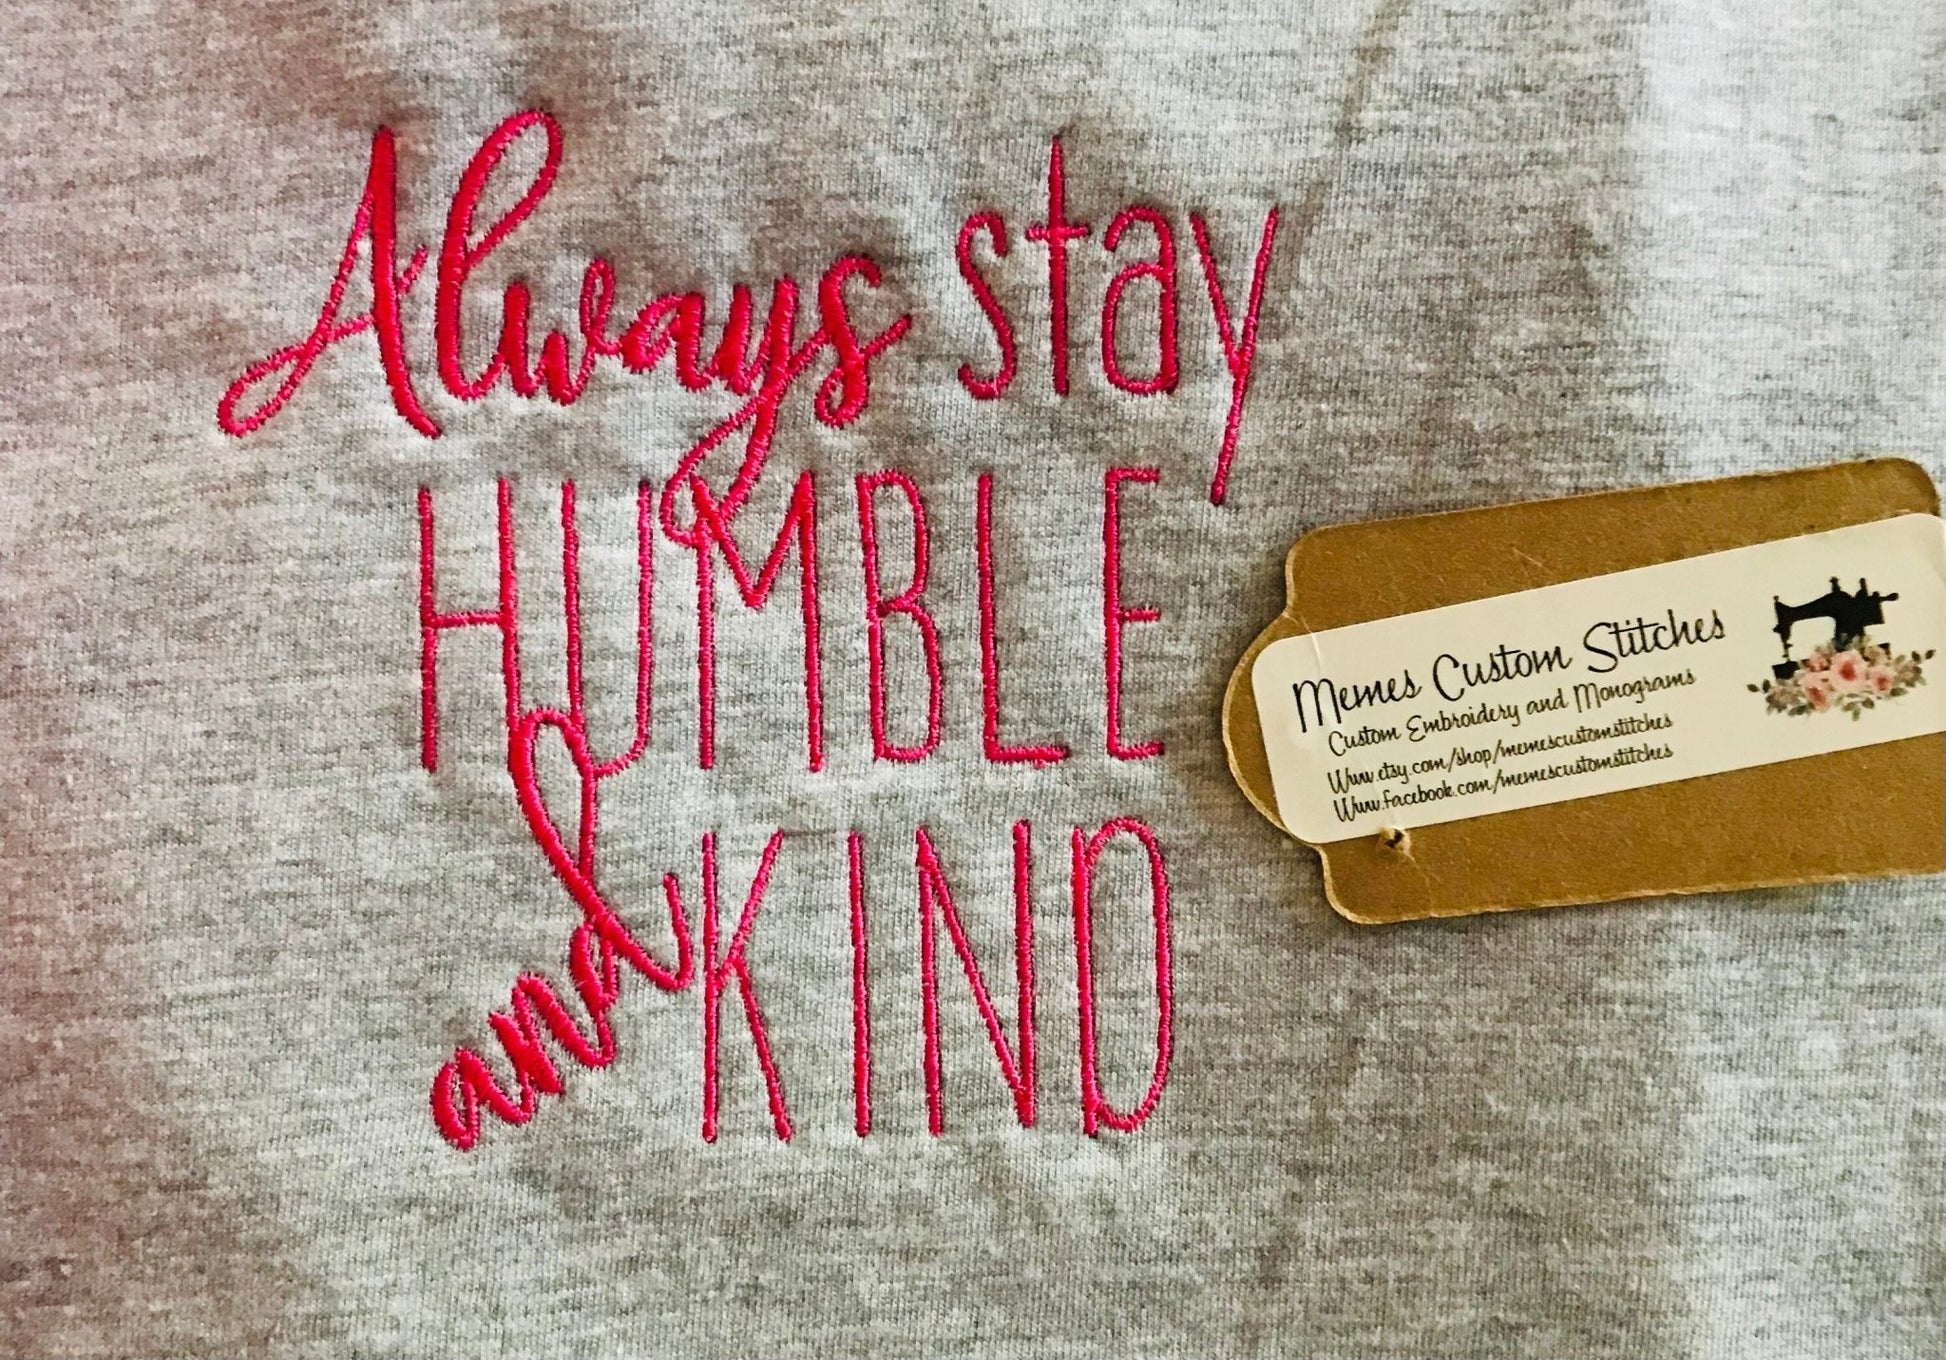 Always stay
HUMBLE
and KIND
Memes Custom Stitches
Custom Embroidery and Monograms
Www.etsy.com/shop/memescustomstitches
Www.facebook.com/memescustomstitches